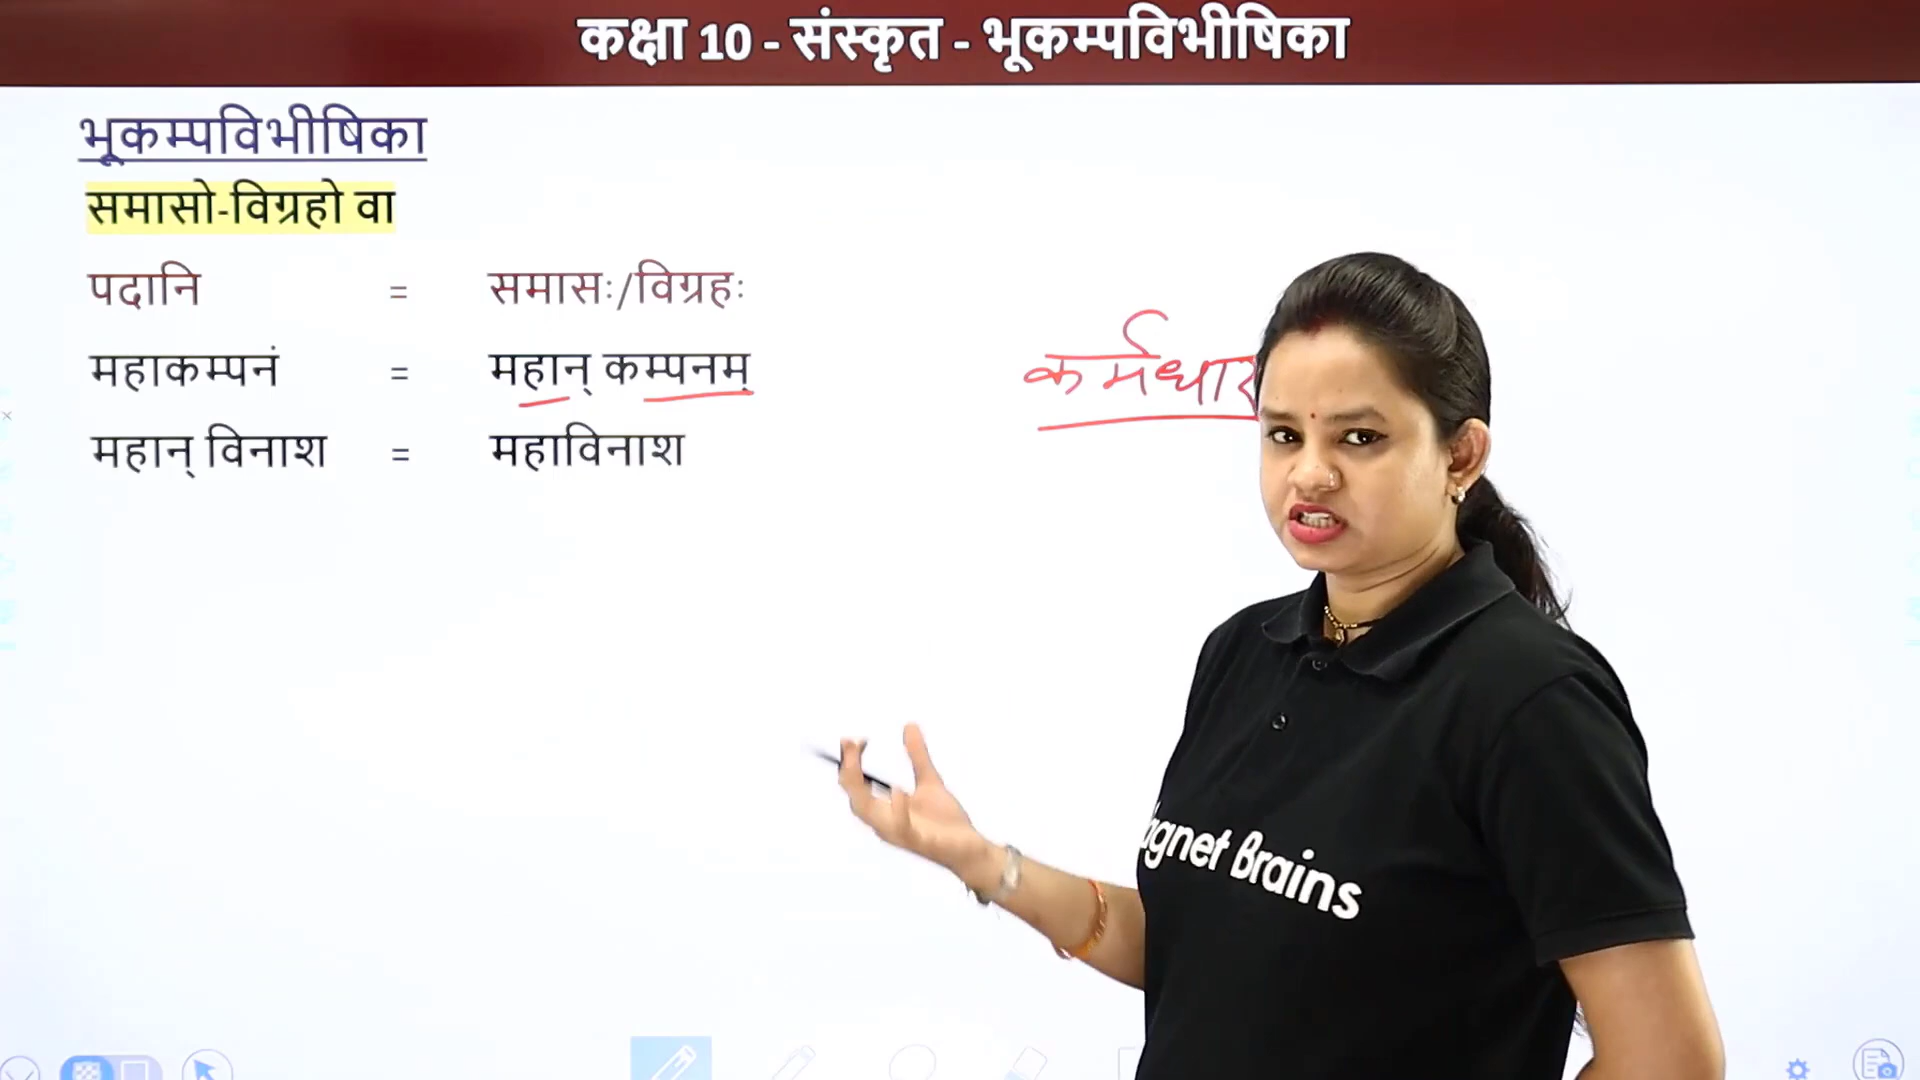 कक्षा 10 - संस्कृत - भूकम्पविभीषिका
भूकम्पविभीषिका
समासो-विग्रहो वा
पदानि = समासः/विग्रहः
महाकम्पनं = महान् कम्पनम्
महान् विनाश = महाविनाश
कर्मधार
agnet Brains